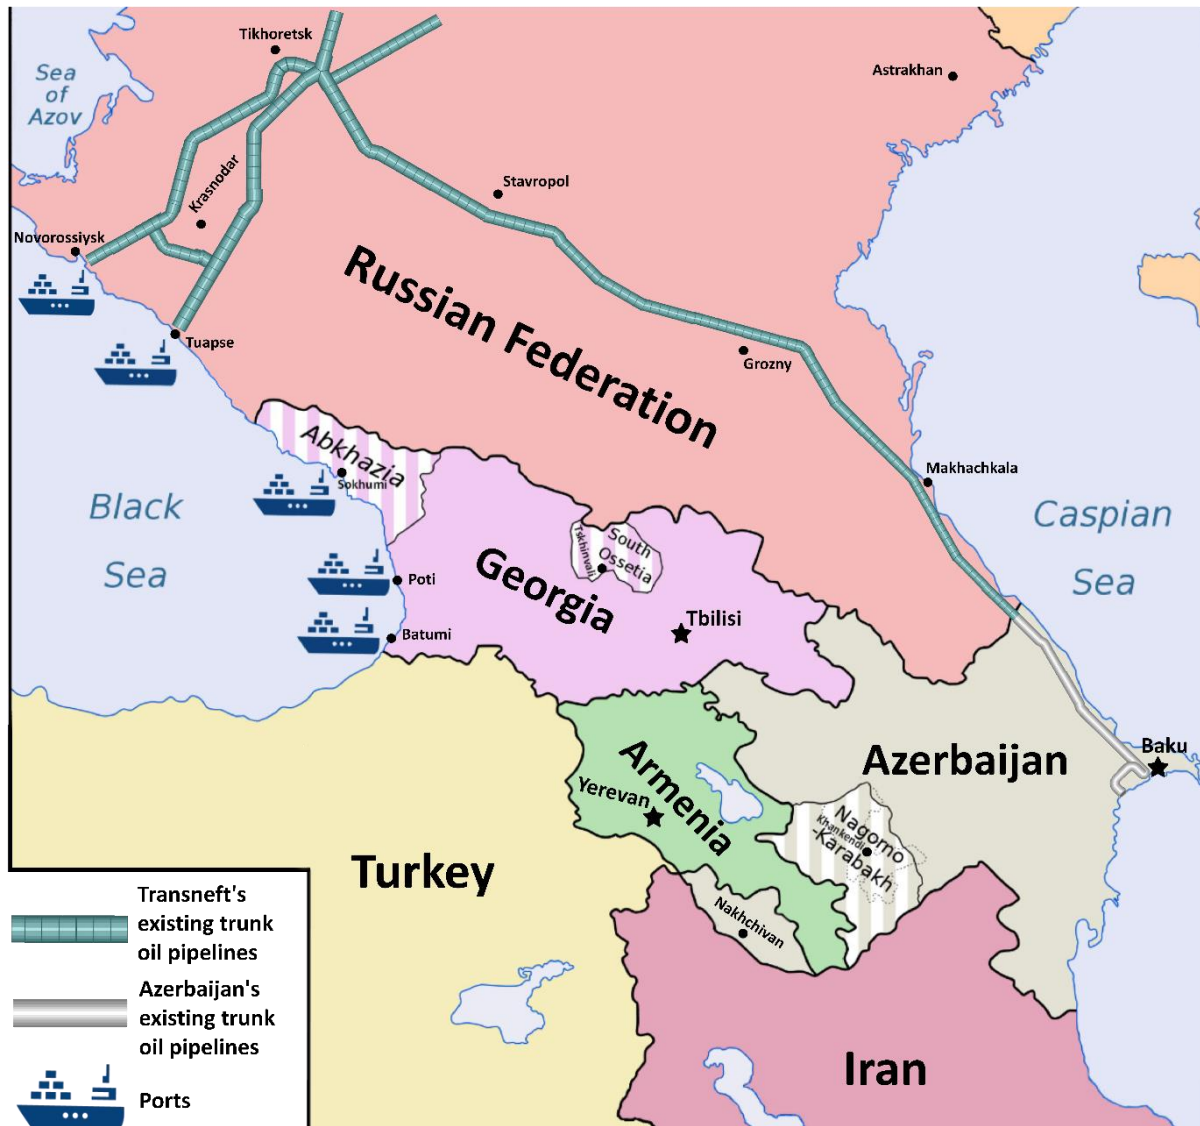 Tikhoretsk
Astrakhan
Sea
of
Azov
Krasnodar
Stavropol
Novorossiysk
Russian Federation
Tuapse
Grozny
Abkhazia
Sokhumi
Makhachkala
Black
Sea
Caspian
Sea
Georgia
Tskhinvali
South
Ossetia
Poti
Batumi
Tbilisi
Azerbaijan
Baku
Armenia
Yerevan
Nagorno
Khankendi
-Karabakh
Turkey
Nakhchivan
Iran
Transneft's
existing trunk
oil pipelines
Azerbaijan's
existing trunk
oil pipelines
Ports